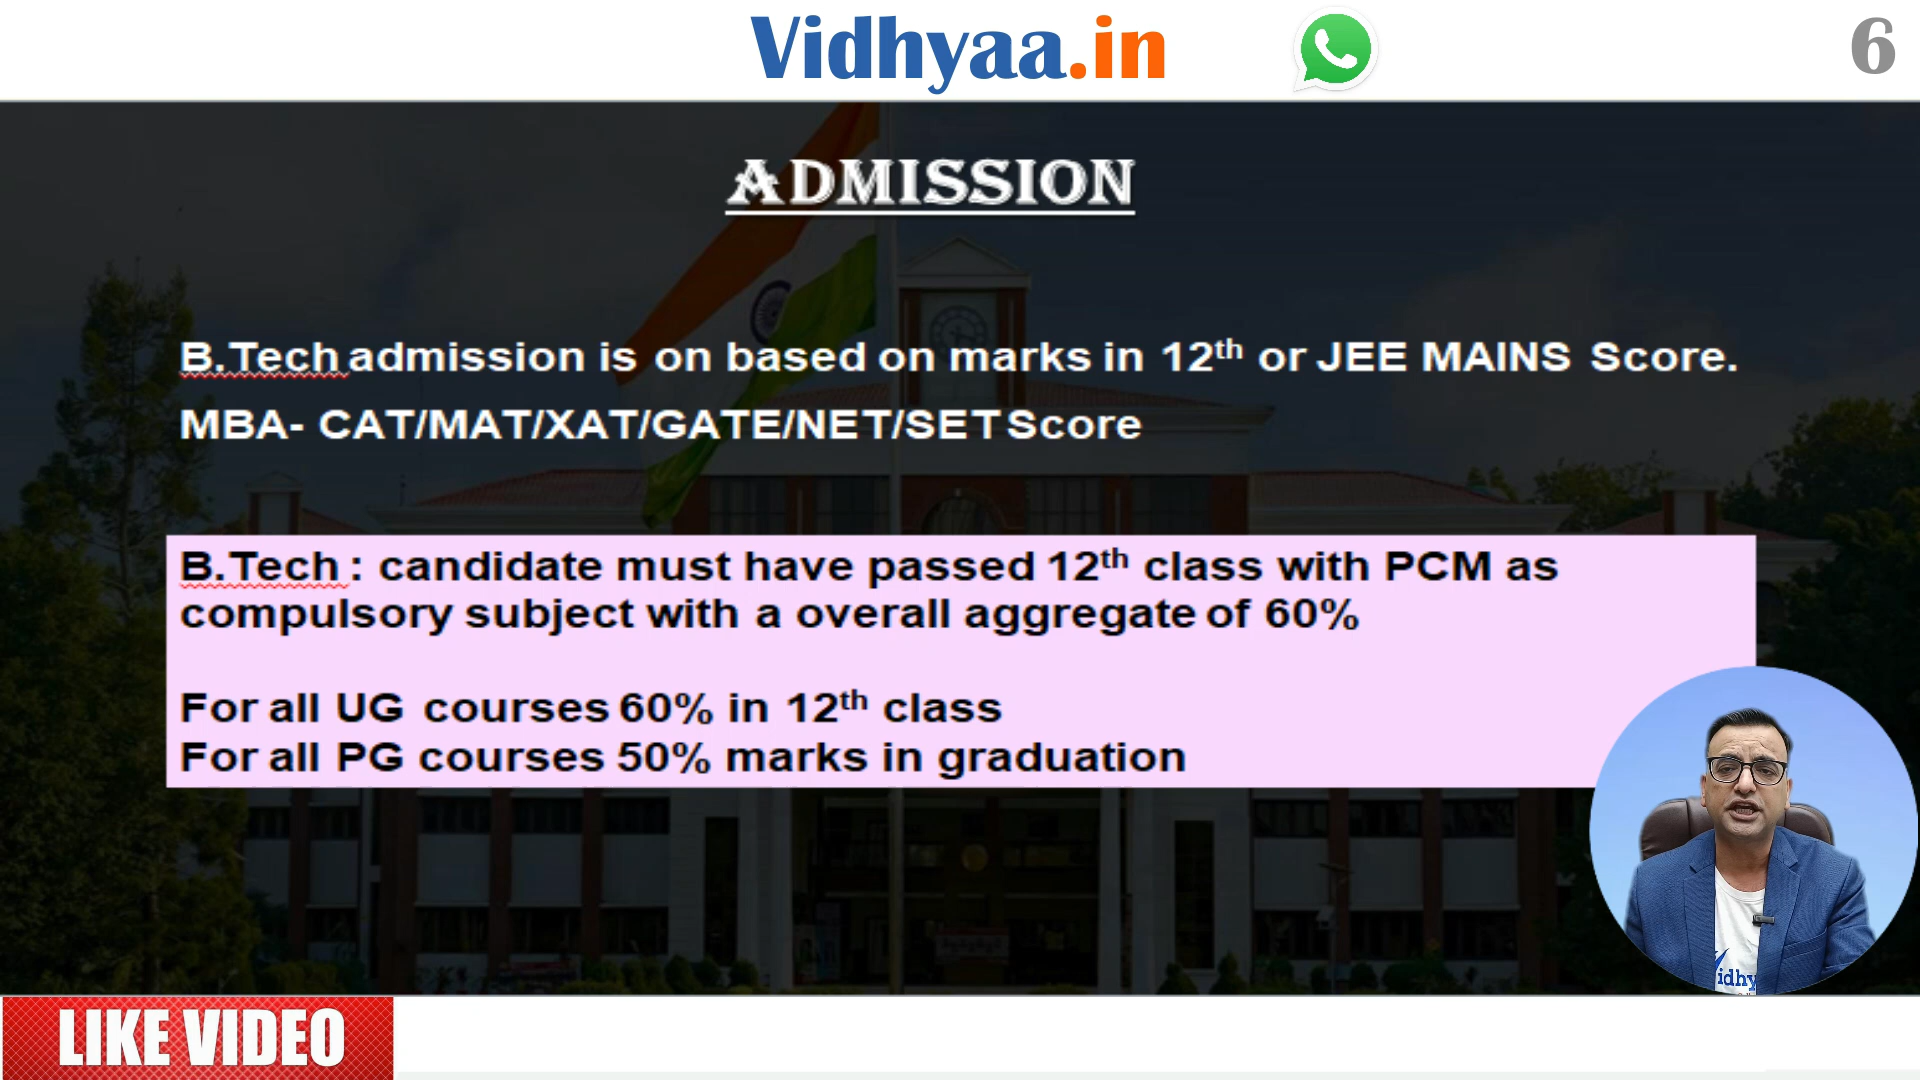 Vidhyaa.in
6
ADMISSION
B.Tech admission is on based on marks in 12th or JEE MAINS Score.
MBA- CAT/MAT/XAT/GATE/NET/SET Score
B.Tech : candidate must have passed 12th class with PCM as
compulsory subject with a overall aggregate of 60%
For all UG courses 60% in 12th class
For all PG courses 50% marks in graduation
idhy
LIKE VIDEO